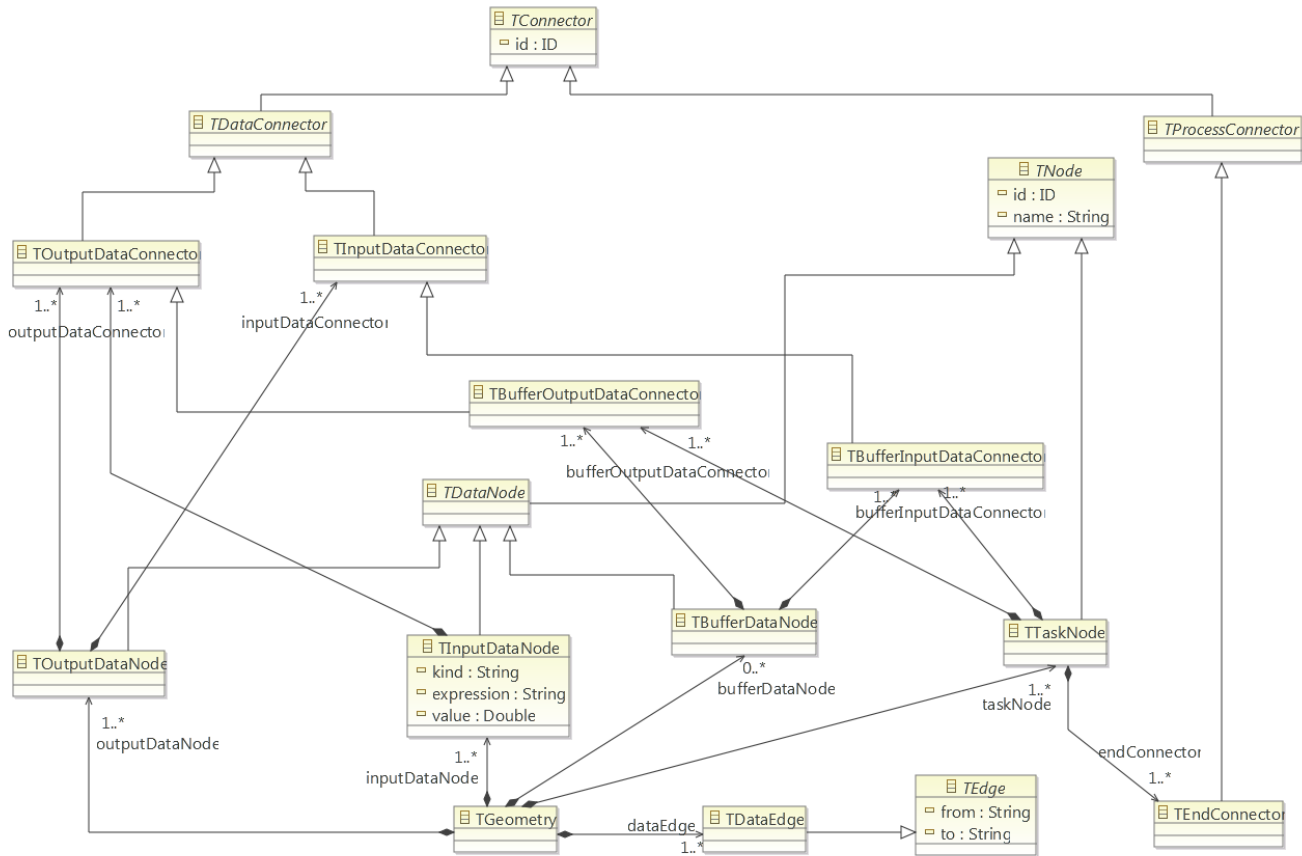 TConnector
id : ID
TDataConnector
TProcessConnector
TNode
id : ID
name : String
TOutputDataConnector
TInputDataConnector
1..*
1..*
outputDataConnector
1..*
inputDataConnector
TBufferOutputDataConnector
1..*
1..*
bufferOutputDataConnector
TBufferInputDataConnector
1..*
1..*
bufferInputDataConnector
TDataNode
TBufferDataNode
TTaskNode
TOutputDataNode
TInputDataNode
kind : String
expression : String
value : Double
0..*
bufferDataNode
1..*
taskNode
1..*
outputDataNode
1..*
inputDataNode
endConnector
1..*
TGeometry
dataEdge
1..*
TDataEdge
TEdge
from : String
to : String
TEndConnector